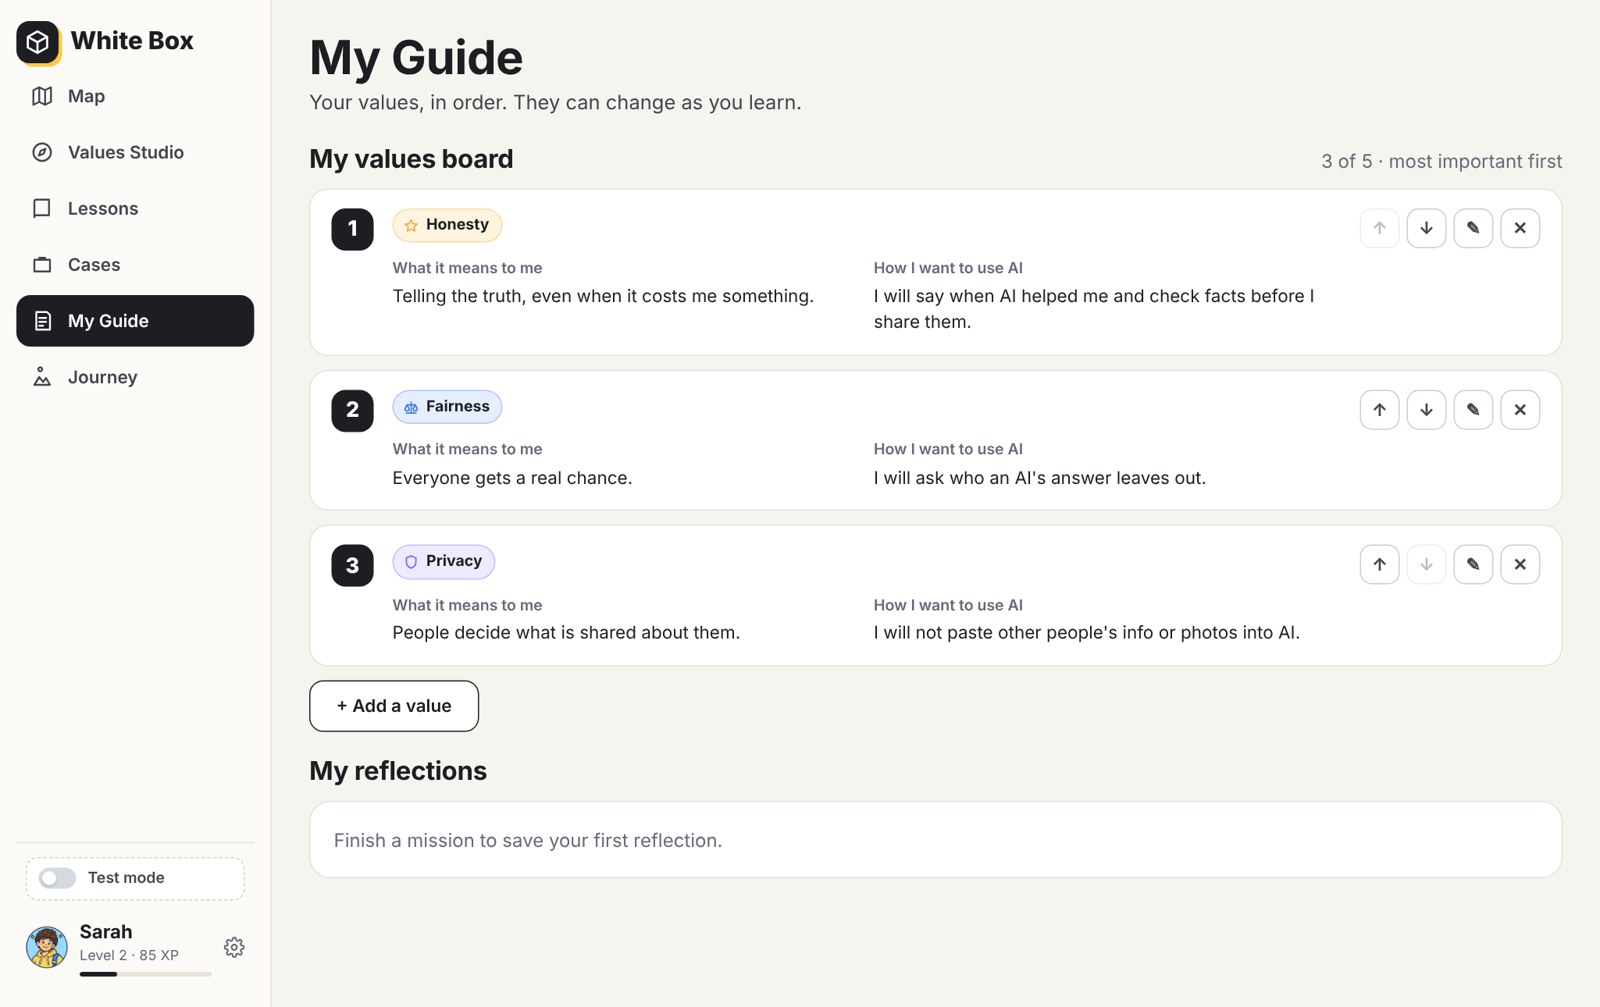 White Box
Map
Values Studio
Lessons
Cases
My Guide
Journey
Test mode
Sarah
Level 2 · 85 XP
My Guide
Your values, in order. They can change as you learn.
My values board
3 of 5 · most important first
1
Honesty
What it means to me
Telling the truth, even when it costs me something.
How I want to use AI
I will say when AI helped me and check facts before I
share them.
2
Fairness
What it means to me
Everyone gets a real chance.
How I want to use AI
I will ask who an AI's answer leaves out.
3
Privacy
What it means to me
People decide what is shared about them.
How I want to use AI
I will not paste other people's info or photos into AI.
+ Add a value
My reflections
Finish a mission to save your first reflection.